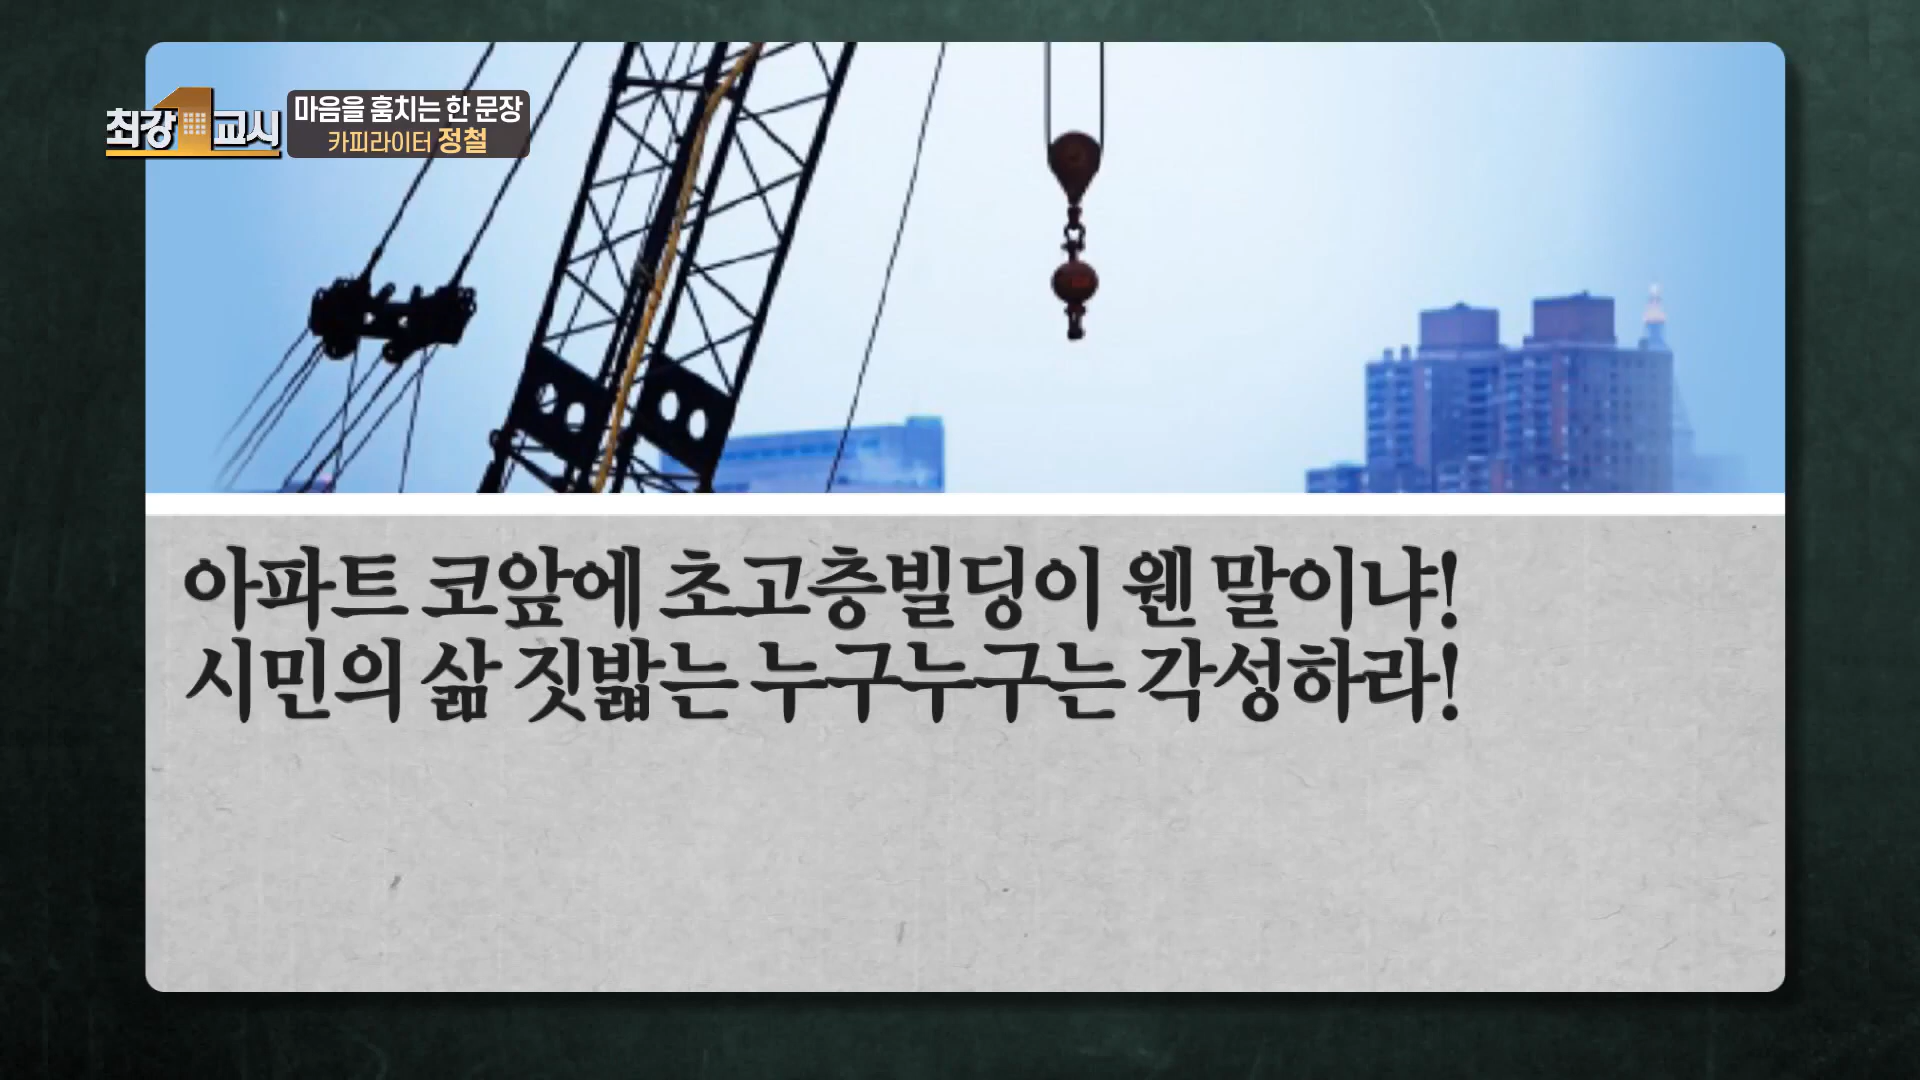 최강1교시
마음을 훔치는 한 문장
카피라이터 정철
아파트 코앞에 초고층빌딩이 웬 말이냐!
시민의 삶 짓밟는 누구누구는 각성하라!